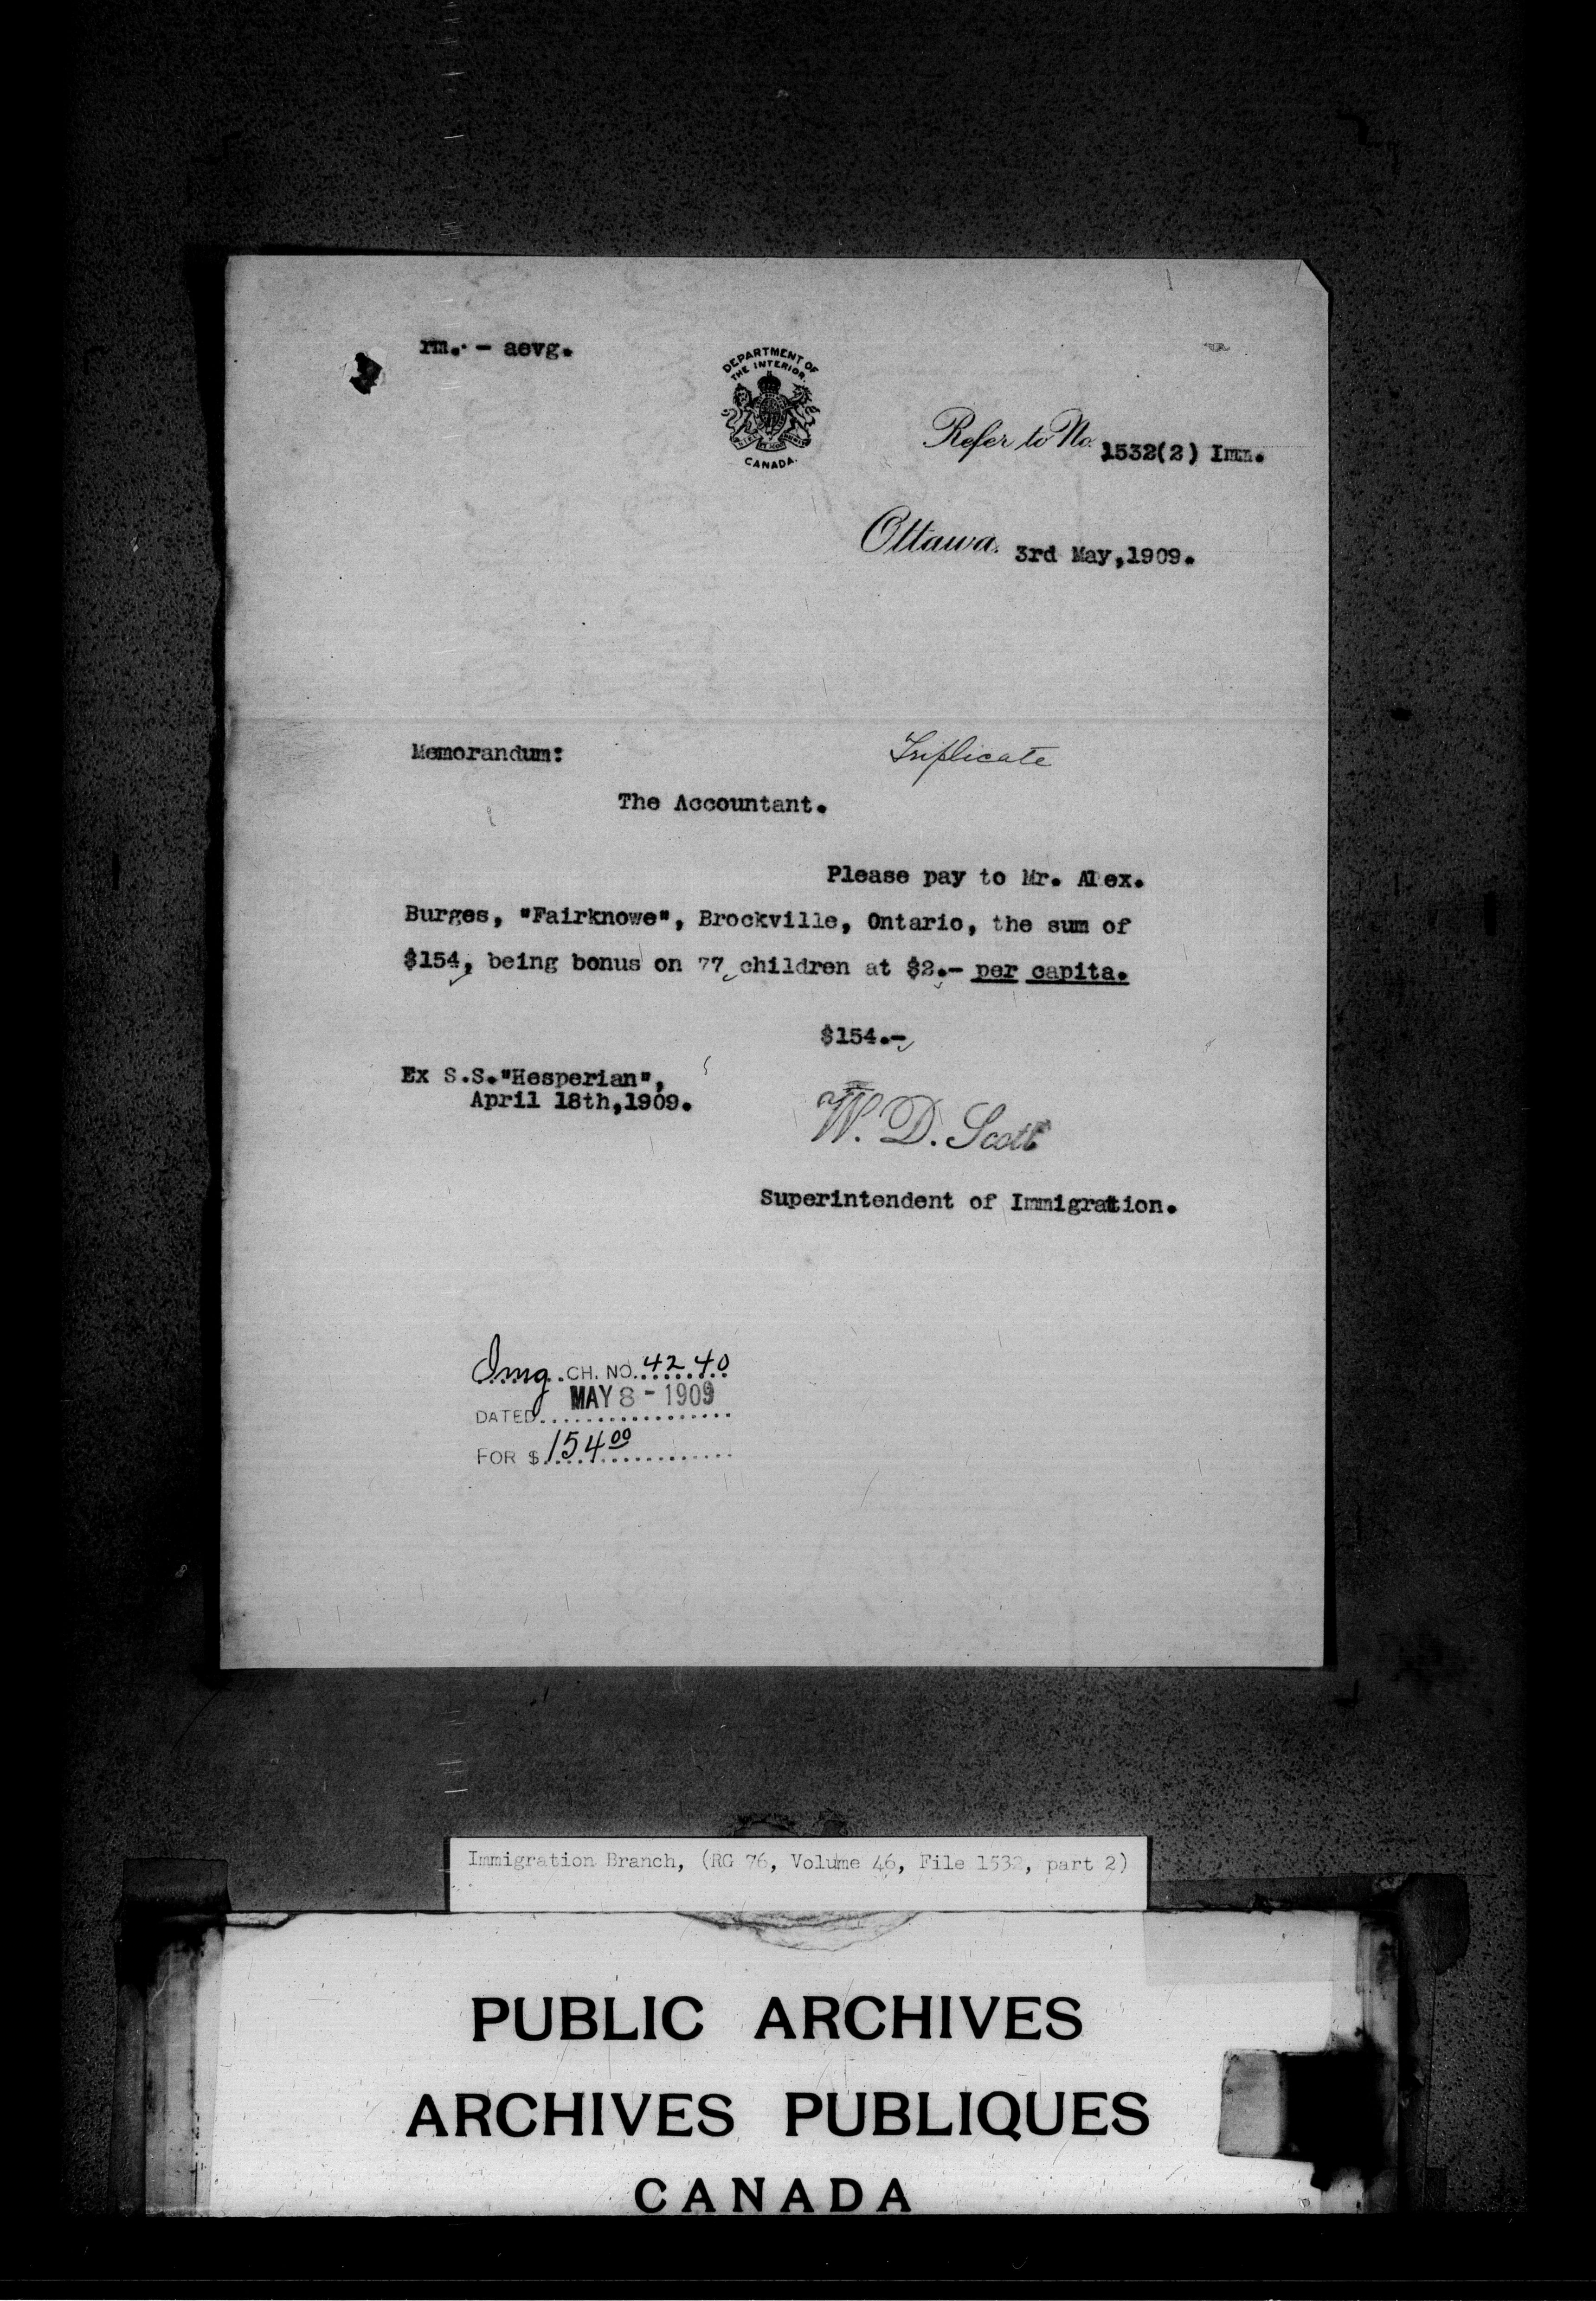 rm. - aevg.
DEPARTMENT OF
THE INTERIOR.
CANADA.
Refer to No. 1532(2) Imm.
Ottawa. 3rd May,1909.
Memorandum:
Triplicate
The Accountant.
Please pay to Mr. Alex.
Burges, "Fairknowe", Brockville, Ontario, the sum of
$154, being bonus on 77 children at $2.- per capita.
$154.-
Ex S.S."Hesperian",
April 18th,1909.
W. D. Scott
Superintendent of Immigration.
Img. CH. NO. 4240
DATED MAY 8 - 1909
FOR $ 154 00
Immigration Branch, (RG 76, Volume 46, File 1532, part 2)
PUBLIC ARCHIVES
ARCHIVES PUBLIQUES
CANADA